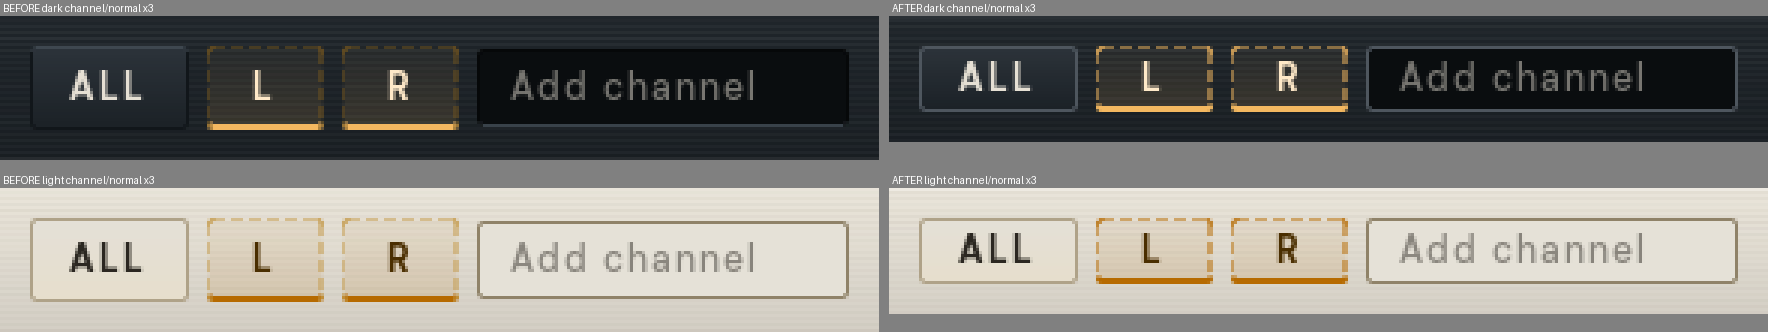 BEFORE dark channel/normal x3
AFTER dark channel/normal x3
ALL L R Add channel
ALL L R Add channel
BEFORE light channel/normal x3
AFTER light channel/normal x3
ALL L R Add channel
ALL L R Add channel